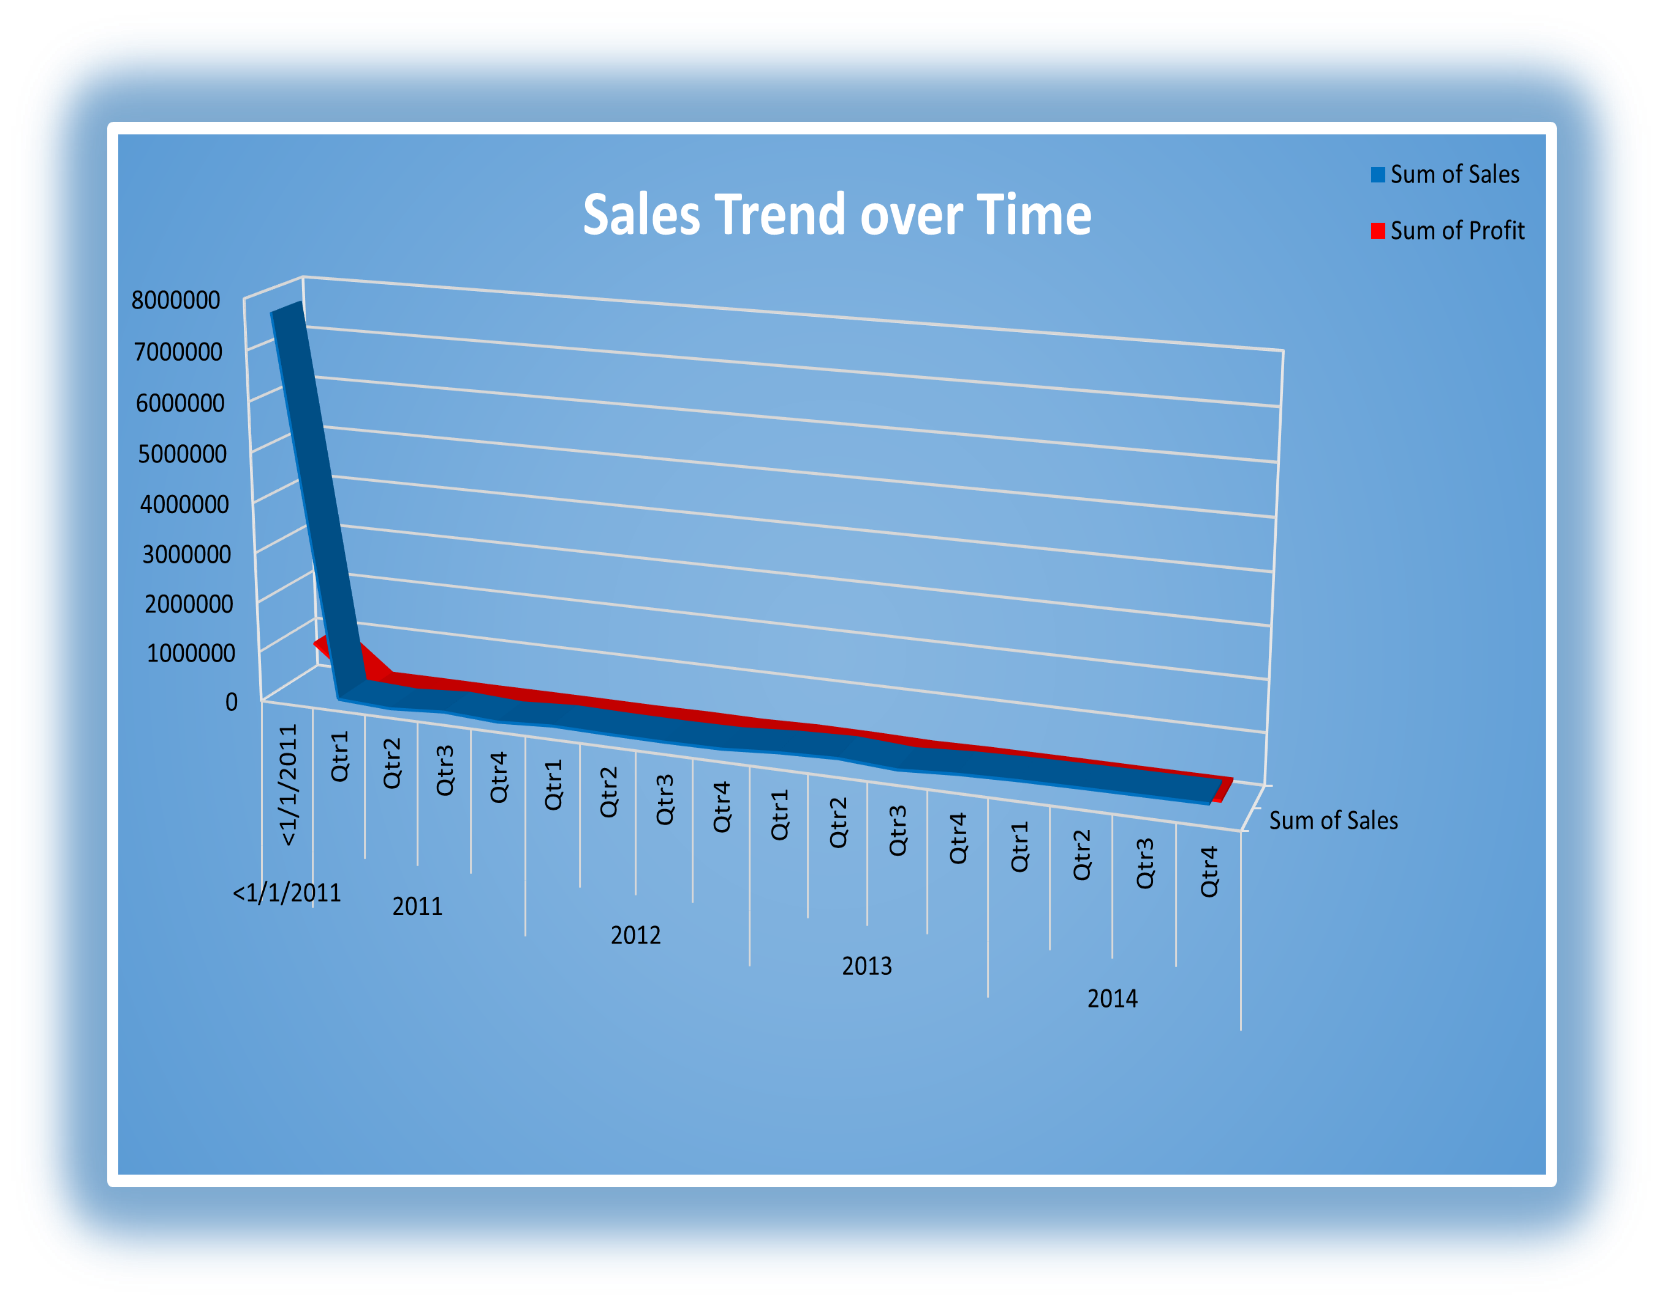 Sum of Sales
Sales Trend over Time
Sum of Profit
8000000
7000000
6000000
5000000
4000000
3000000
2000000
1000000
0
<1/1/2011
Qtr1
Qtr2
Qtr3
Qtr4
Qtr1
Qtr2
Qtr3
Qtr4
Qtr1
Qtr2
Qtr3
Qtr4
Qtr1
Qtr2
Qtr3
Qtr4
Sum of Sales
<1/1/2011
2011
2012
2013
2014